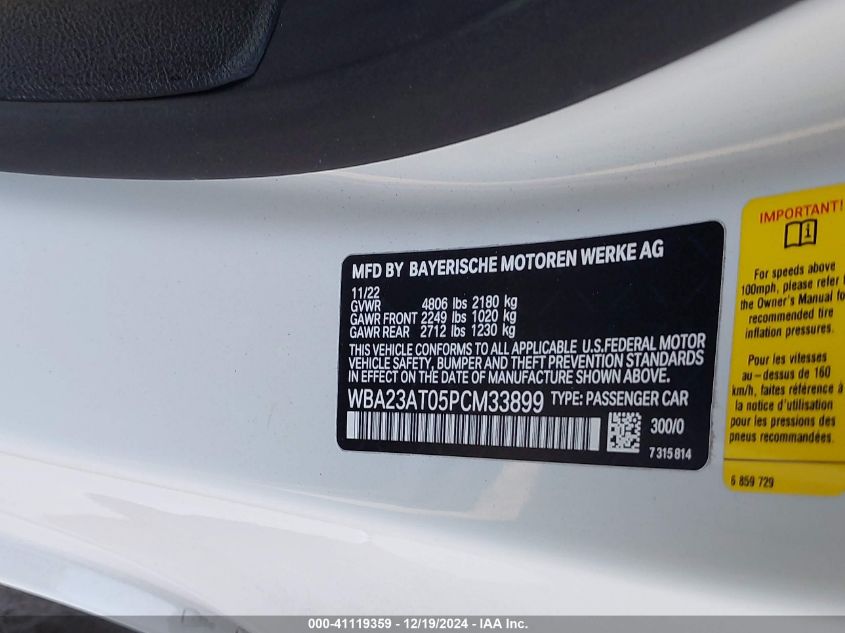 MFD BY BAYERISCHE MOTOREN WERKE AG
11/22
GVWR 4806 lbs 2180 kg
GAWR FRONT 2249 lbs 1020 kg
GAWR REAR 2712 lbs 1230 kg
THIS VEHICLE CONFORMS TO ALL APPLICABLE U.S.FEDERAL MOTOR
VEHICLE SAFETY, BUMPER AND THEFT PREVENTION STANDARDS
IN EFFECT ON THE DATE OF MANUFACTURE SHOWN ABOVE.
WBA23AT05PCM33899 TYPE: PASSENGER CAR
300/0
7 315 814
IMPORTANT!
For speeds above
100mph, please refer
the Owner's Manual
recommended tire
inflation pressures.
Pour les vitesses
au-dessus de 160
km/h, faites référence
la notice d'utilisation
pour les pressions des
pneus recommandées.
6 859 729
000-41119359 - 12/19/2024 - IAA Inc.